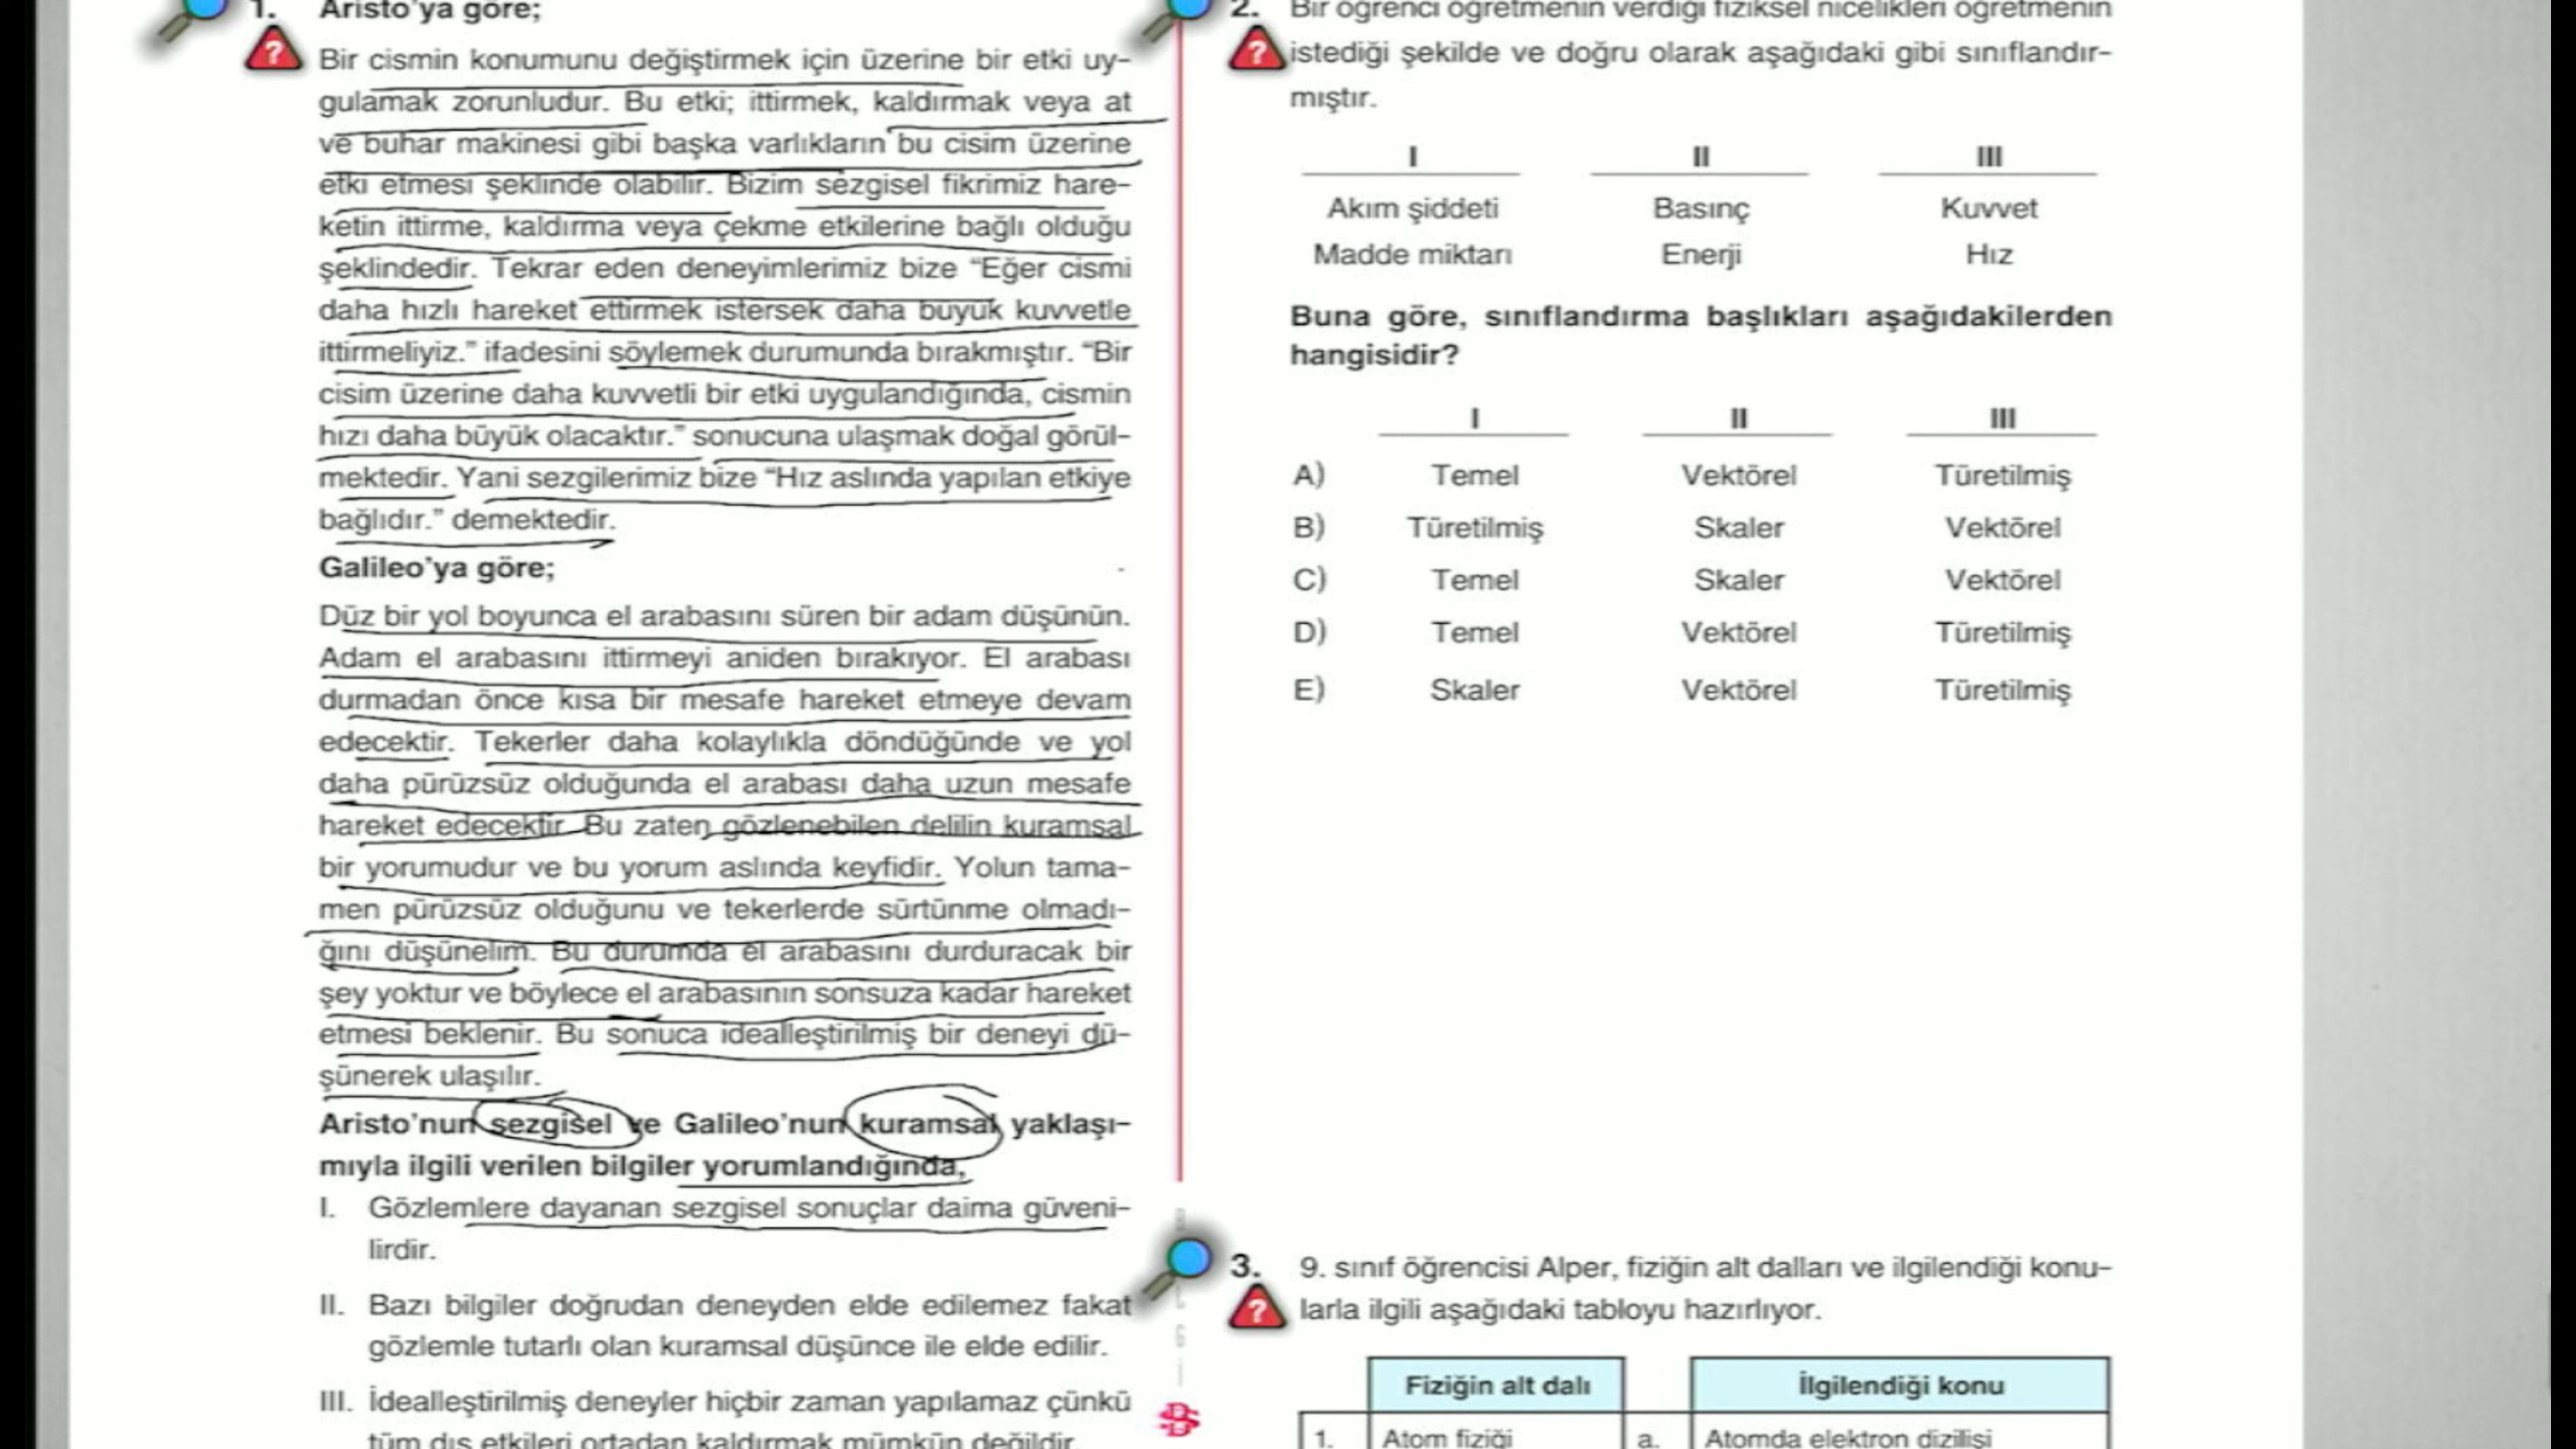 1. Aristo'ya göre;
Bir cismin konumunu değiştirmek için üzerine bir etki uy-
gulamak zorunludur. Bu etki; ittirmek, kaldırmak veya at
ve buhar makinesi gibi başka varlıkların bu cisim üzerine
etki etmesi şeklinde olabilir. Bizim sezgisel fikrimiz hare-
ketin ittirme, kaldırma veya çekme etkilerine bağlı olduğu
şeklindedir. Tekrar eden deneyimlerimiz bize “Eğer cismi
daha hızlı hareket ettirmek istersek daha büyük kuvvetle
ittirmeliyiz.” ifadesini söylemek durumunda bırakmıştır. “Bir
cisim üzerine daha kuvvetli bir etki uygulandığında, cismin
hızı daha büyük olacaktır.” sonucuna ulaşmak doğal görül-
mektedir. Yani sezgilerimiz bize “Hız aslında yapılan etkiye
bağlıdır.” demektedir.
Galileo'ya göre;
Düz bir yol boyunca el arabasını süren bir adam düşünün.
Adam el arabasını ittirmeyi aniden bırakıyor. El arabası
durmadan önce kısa bir mesafe hareket etmeye devam
edecektir. Tekerler daha kolaylıkla döndüğünde ve yol
daha pürüzsüz olduğunda el arabası daha uzun mesafe
hareket edecektir. Bu zaten gözlenebilen delilin kuramsal
bir yorumudur ve bu yorum aslında keyfidir. Yolun tama-
men pürüzsüz olduğunu ve tekerlerde sürtünme olmadı-
ğını düşünelim. Bu durumda el arabasını durduracak bir
şey yoktur ve böylece el arabasının sonsuza kadar hareket
etmesi beklenir. Bu sonuca idealleştirilmiş bir deneyi dü-
şünerek ulaşılır.
Aristo'nun sezgisel ve Galileo'nun kuramsal yaklaşı-
mıyla ilgili verilen bilgiler yorumlandığında,
I. Gözlemlere dayanan sezgisel sonuçlar daima güveni-
lirdir.
II. Bazı bilgiler doğrudan deneyden elde edilemez fakat
gözlemle tutarlı olan kuramsal düşünce ile elde edilir.
III. İdealleştirilmiş deneyler hiçbir zaman yapılamaz çünkü
tüm dış etkileri ortadan kaldırmak mümkün değildir.
2. Bir öğrenci öğretmenin verdiği fiziksel nicelikleri öğretmenin
istediği şekilde ve doğru olarak aşağıdaki gibi sınıflandır-
mıştır.
I II III
Akım şiddeti Basınç Kuvvet
Madde miktarı Enerji Hız
Buna göre, sınıflandırma başlıkları aşağıdakilerden
hangisidir?
I II III
A) Temel Vektörel Türetilmiş
B) Türetilmiş Skaler Vektörel
C) Temel Skaler Vektörel
D) Temel Vektörel Türetilmiş
E) Skaler Vektörel Türetilmiş
3. 9. sınıf öğrencisi Alper, fiziğin alt dalları ve ilgilendiği konu-
larla ilgili aşağıdaki tabloyu hazırlıyor.
Fiziğin alt dalı İlgilendiği konu
1. Atom fiziği a. Atomda elektron dizilişi